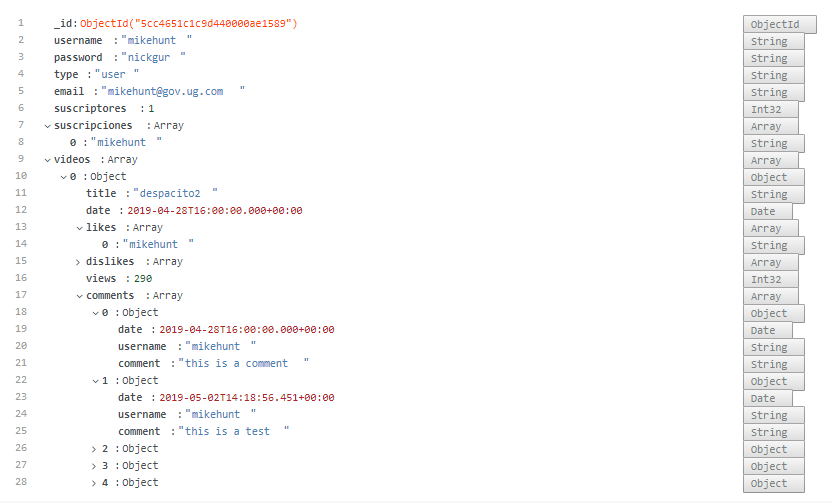 1 _id:ObjectId("5cc4651c1c9d440000ae1589") ObjectId
2 username :"mikehunt " String
3 password :"nickgur " String
4 type :"user " String
5 email :"mikehunt@gov.ug.com " String
6 suscriptores :1 Int32
7 suscripciones :Array Array
8 0 :"mikehunt " String
9 videos :Array Array
10 0 :Object Object
11 title :"despacito2 " String
12 date :2019-04-28T16:00:00.000+00:00 Date
13 likes :Array Array
14 0 :"mikehunt " String
15 dislikes :Array Array
16 views :290 Int32
17 comments :Array Array
18 0 :Object Object
19 date :2019-04-28T16:00:00.000+00:00 Date
20 username :"mikehunt " String
21 comment :"this is a comment " String
22 1 :Object Object
23 date :2019-05-02T14:18:56.451+00:00 Date
24 username :"mikehunt " String
25 comment :"this is a test " String
26 2 :Object Object
27 3 :Object Object
28 4 :Object Object